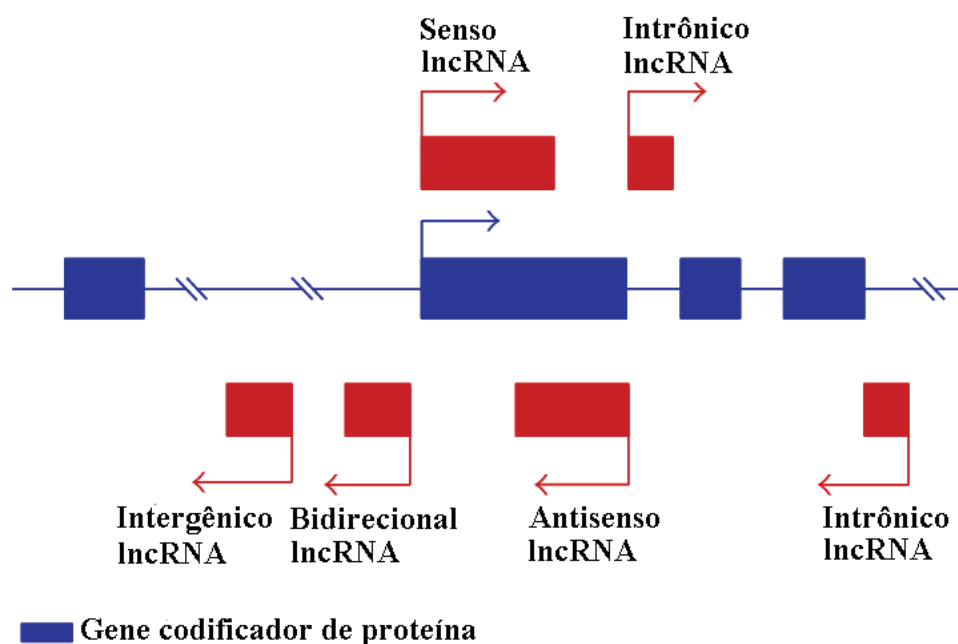 Senso
lncRNA
Intrônico
lncRNA
Intergênico
lncRNA
Bidirecional
lncRNA
Antisenso
lncRNA
Intrônico
lncRNA
Gene codificador de proteína